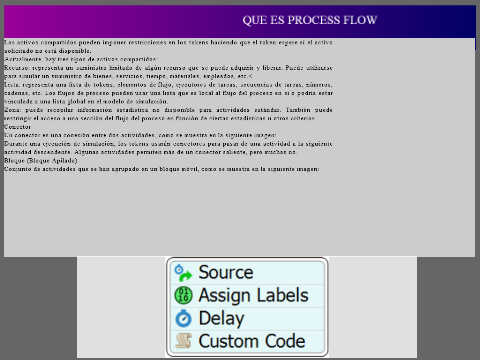 QUE ES PROCESS FLOW
Los activos compartidos pueden imponer restricciones en los tokens haciendo que el token espere si el activo
solicitado no está disponible.
Actualmente, hay tres tipos de activos compartidos:
Recurso: representa un suministro limitado de algún recurso que se puede adquirir y liberar. Puede utilizarse
para simular un suministro de bienes, servicios, tiempo, materiales, empleados, etc.<
Lista: representa una lista de tokens, elementos de flujo, ejecutores de tareas, secuencias de tareas, números,
cadenas, etc. Los flujos de proceso pueden usar una lista que es local al flujo del proceso en si o podría estar
vinculada a una lista global en el modelo de simulación.
Zona: puede recopilar información estadística no disponible para actividades estándar. También puede
restringir el acceso a una sección del flujo del proceso en función de ciertas estadísticas u otros criterios.
Conector
Un conector es una conexión entre dos actividades, como se muestra en la siguiente imagen:
Durante una ejecución de simulación, los tokens usarán conectores para pasar de una actividad a la siguiente
actividad descendente. Algunas actividades permiten más de un conector saliente, pero muchas no.
Bloque (Bloque Apilado)
Conjunto de actividades que se han agrupado en un bloque móvil, como se muestra en la siguiente imagen:
Source
Assign Labels
Delay
Custom Code